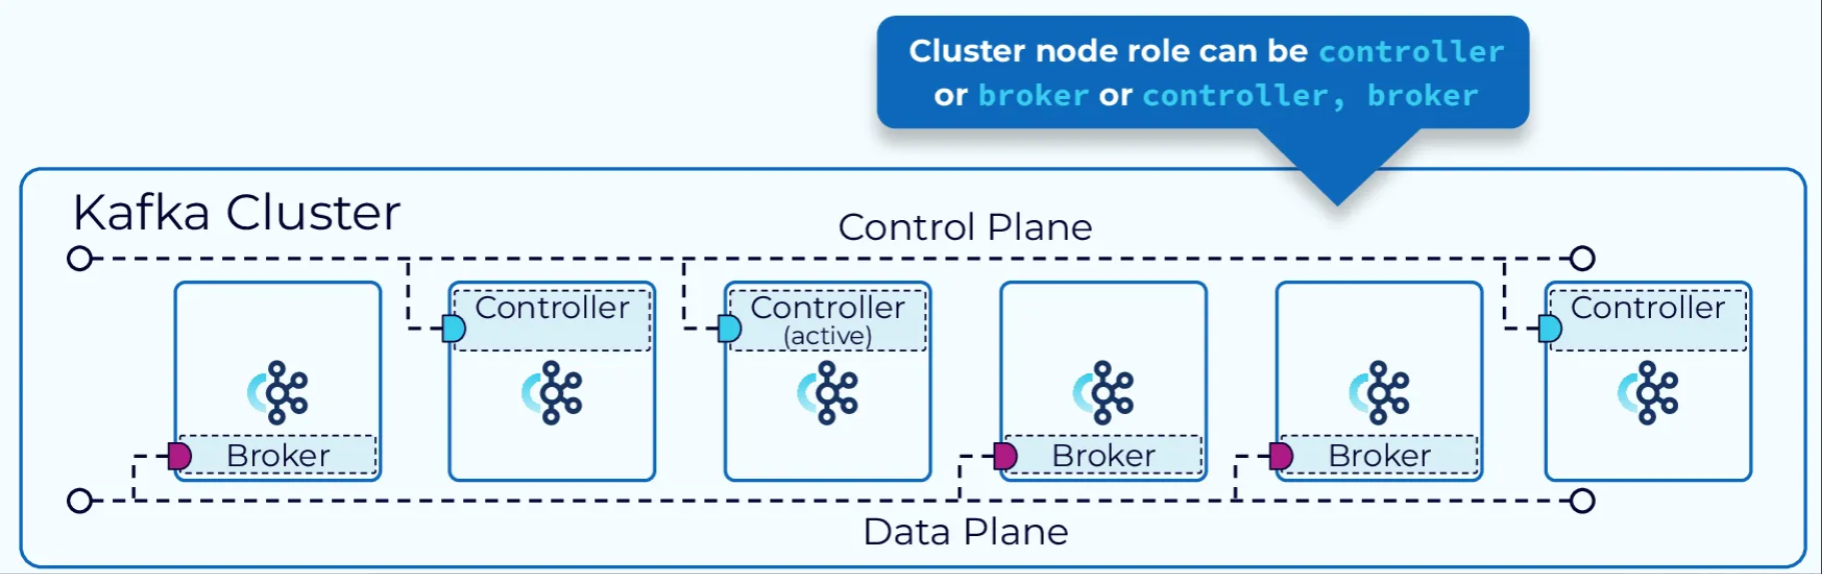 Cluster node role can be controller
or broker or controller, broker
Kafka Cluster
Control Plane
Controller
Controller
(active)
Controller
Broker
Broker
Broker
Data Plane